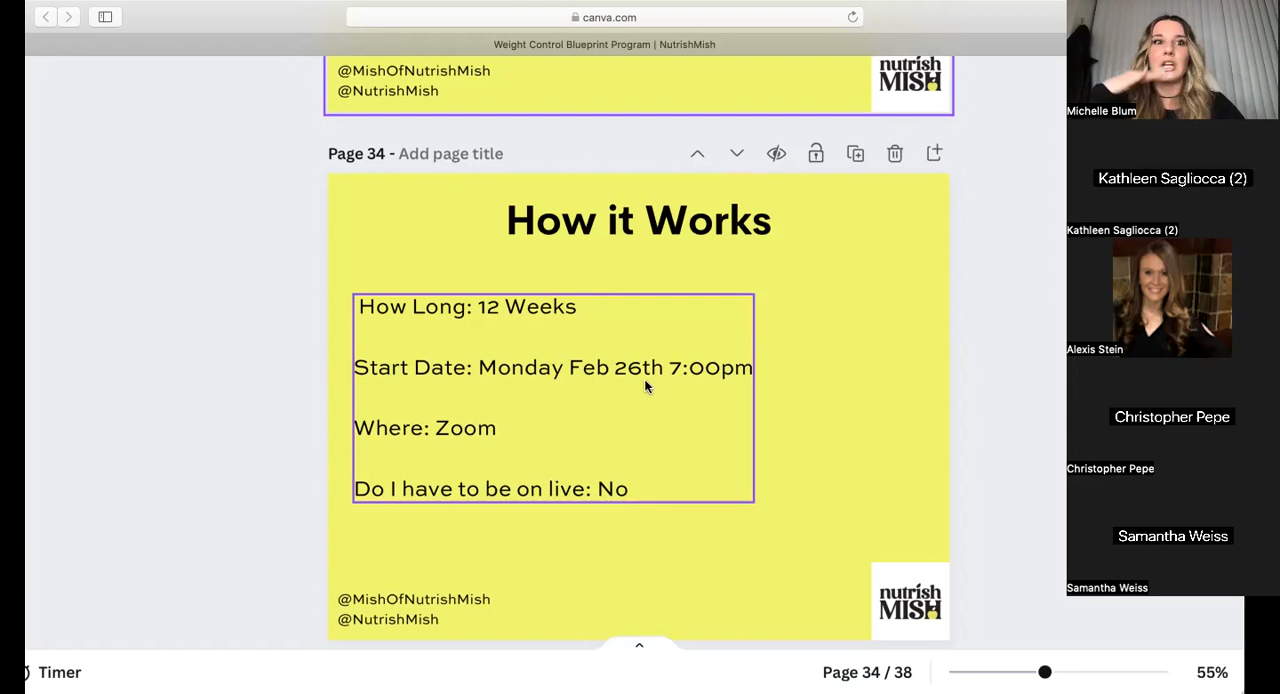 canva.com
Weight Control Blueprint Program | NutrishMish
@MishOfNutrishMish
@NutrishMish
nutrish
MISH
Page 34 - Add page title
How it Works
How Long: 12 Weeks
Start Date: Monday Feb 26th 7:00pm
Where: Zoom
Do I have to be on live: No
@MishOfNutrishMish
@NutrishMish
nutrish
MISH
Timer
Page 34 / 38
55%
Michelle Blum
Kathleen Sagliocca (2)
Kathleen Sagliocca (2)
Alexis Stein
Christopher Pepe
Christopher Pepe
Samantha Weiss
Samantha Weiss